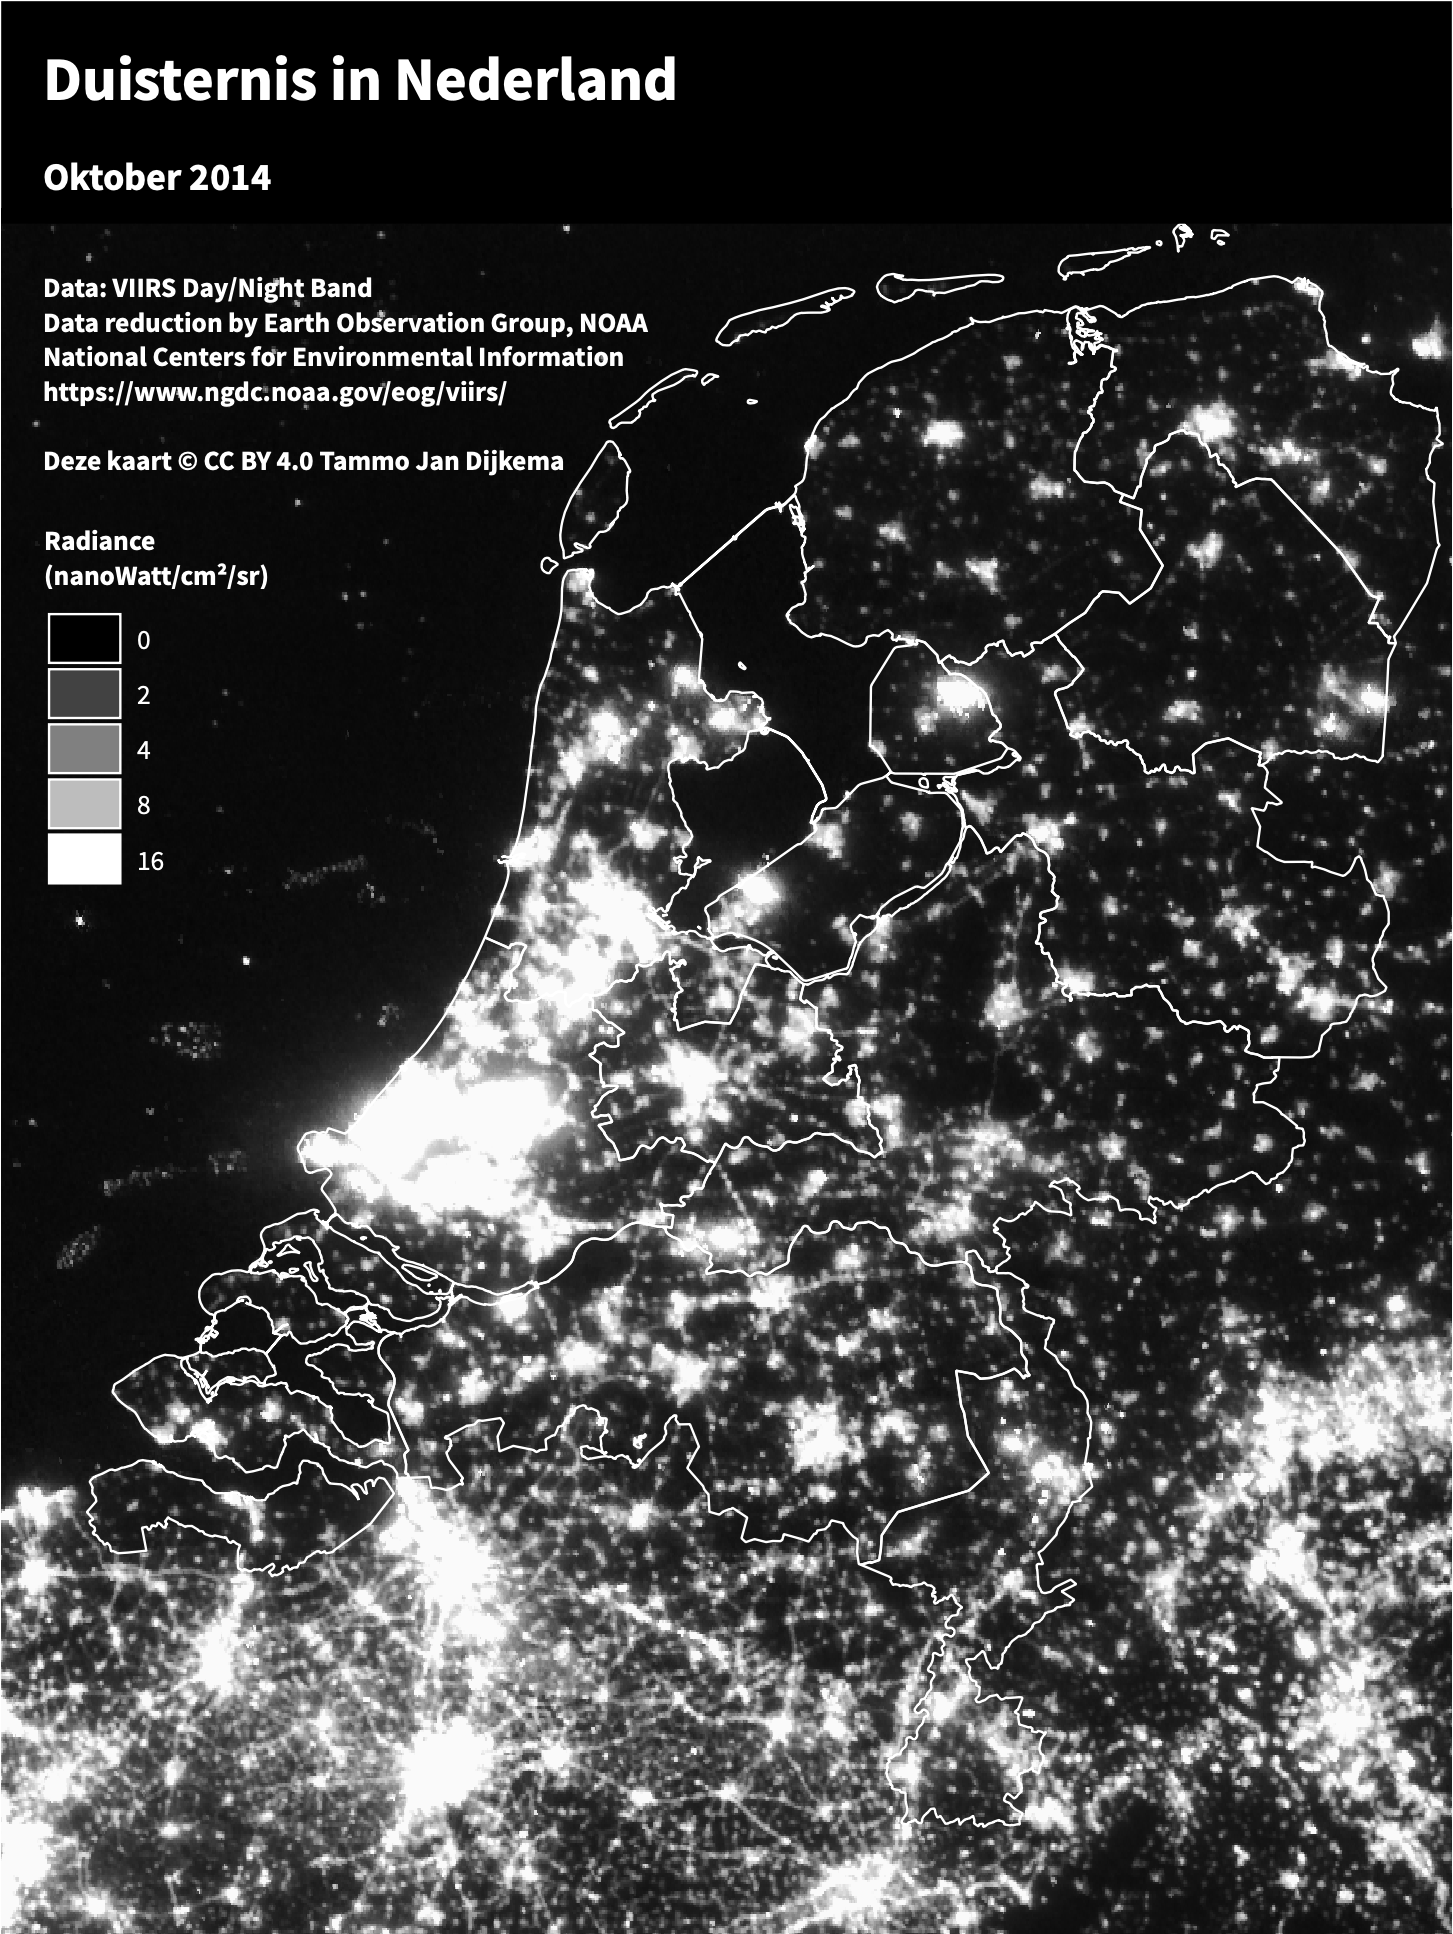 Duisternis in Nederland
Oktober 2014
Data: VIIRS Day/Night Band
Data reduction by Earth Observation Group, NOAA
National Centers for Environmental Information
https://www.ngdc.noaa.gov/eog/viirs/
Deze kaart © CC BY 4.0 Tammo Jan Dijkema
Radiance
(nanoWatt/cm²/sr)
0
2
4
8
16